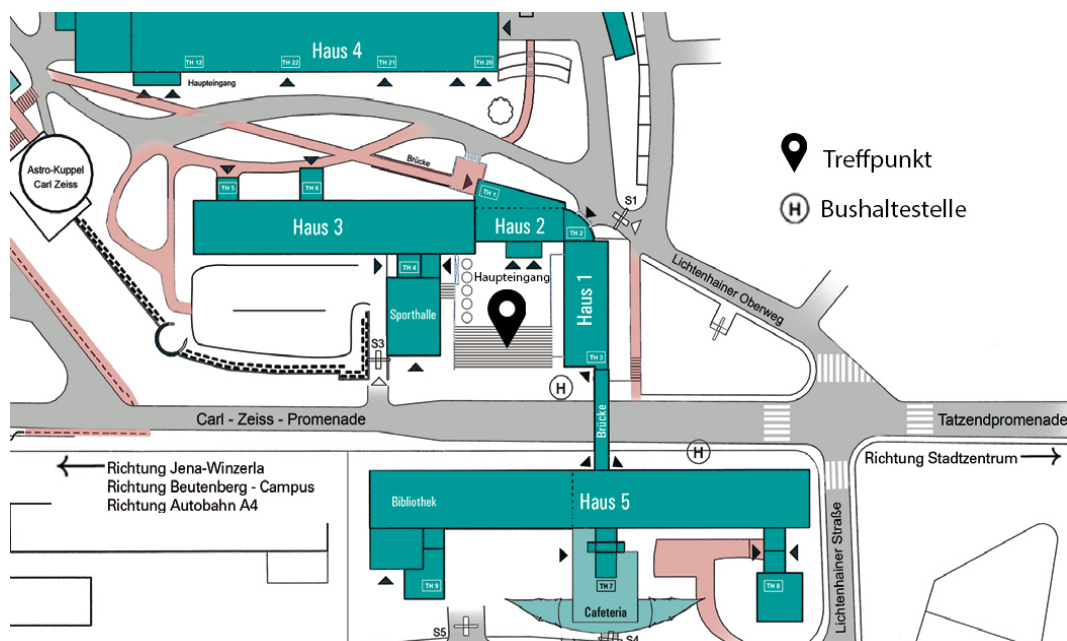 Haus 4
TH 12
TH 22
TH 21
TH 20
Haupteingang
Astro-Kuppel
Carl Zeiss
Brücke
TH 5
TH 6
TH 1
Haus 3
Haus 2
TH 2
S1
Treffpunkt
H Bushaltestelle
TH 4
Haupteingang
Haus 1
Sporthalle
Lichtenhainer Oberweg
S3
TH 3
H
Carl - Zeiss - Promenade
Brücke
Tatzendpromenade
H
Richtung Jena-Winzerla
Richtung Beutenberg - Campus
Richtung Autobahn A4
Richtung Stadtzentrum
Bibliothek
Haus 5
Lichtenhainer Straße
TH 9
TH 7
TH 8
Cafeteria
S5
S4